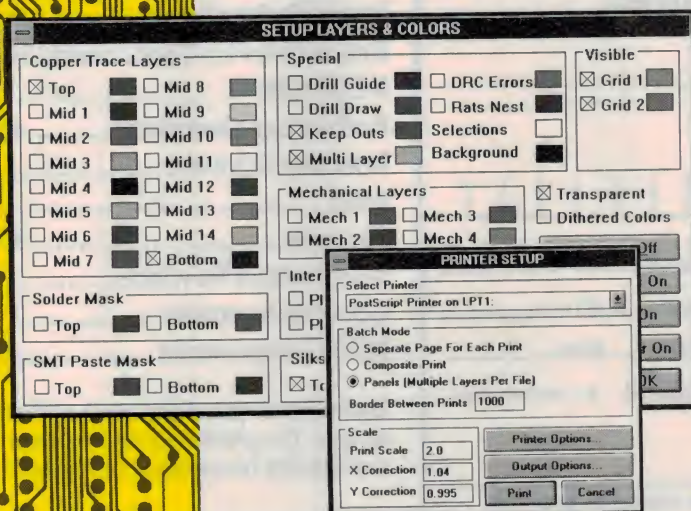 SETUP LAYERS & COLORS
Copper Trace Layers
Top Mid 8
Mid 1 Mid 9
Mid 2 Mid 10
Mid 3 Mid 11
Mid 4 Mid 12
Mid 5 Mid 13
Mid 6 Mid 14
Mid 7 Bottom
Solder Mask
Top Bottom
SMT Paste Mask
Top Bottom
Special
Drill Guide DRC Errors
Drill Draw Rats Nest
Keep Outs Selections
Multi Layer Background
Mechanical Layers
Mech 1 Mech 3
Mech 2 Mech 4
Inter
Pl
Pl
Silks
Visible
Grid 1
Grid 2
Transparent
Dithered Colors
Off
On
On
r On
OK
PRINTER SETUP
Select Printer
PostScript Printer on LPT1:
Batch Mode
Seperate Page For Each Print
Composite Print
Panels (Multiple Layers Per File)
Border Between Prints 1000
Scale
Print Scale 2.0
X Correction 1.04
Y Correction 0.995
Printer Options...
Output Options...
Print Cancel